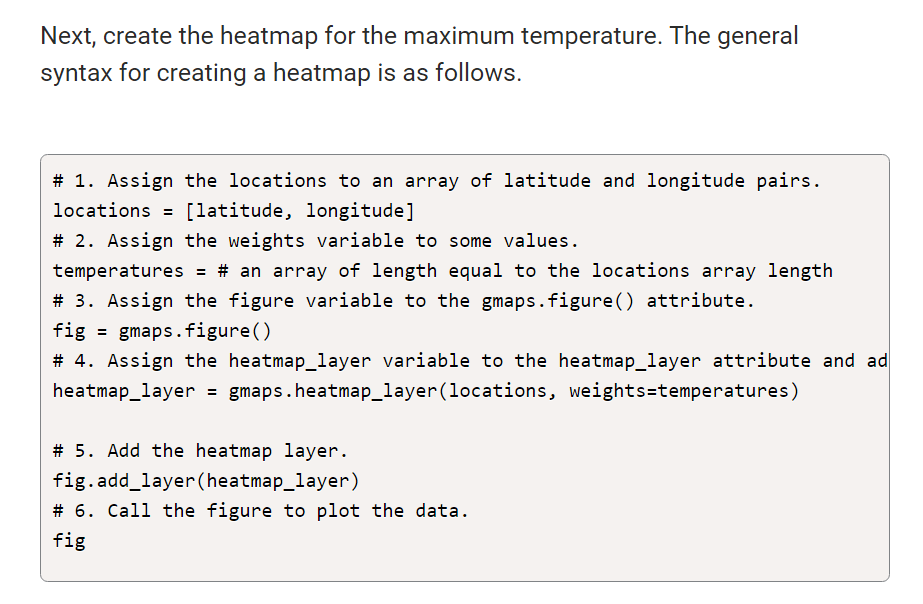 Next, create the heatmap for the maximum temperature. The general
syntax for creating a heatmap is as follows.
# 1. Assign the locations to an array of latitude and longitude pairs.
locations = [latitude, longitude]
# 2. Assign the weights variable to some values.
temperatures = # an array of length equal to the locations array length
# 3. Assign the figure variable to the gmaps.figure() attribute.
fig = gmaps.figure()
# 4. Assign the heatmap_layer variable to the heatmap_layer attribute and ad
heatmap_layer = gmaps.heatmap_layer(locations, weights=temperatures)
# 5. Add the heatmap layer.
fig.add_layer(heatmap_layer)
# 6. Call the figure to plot the data.
fig